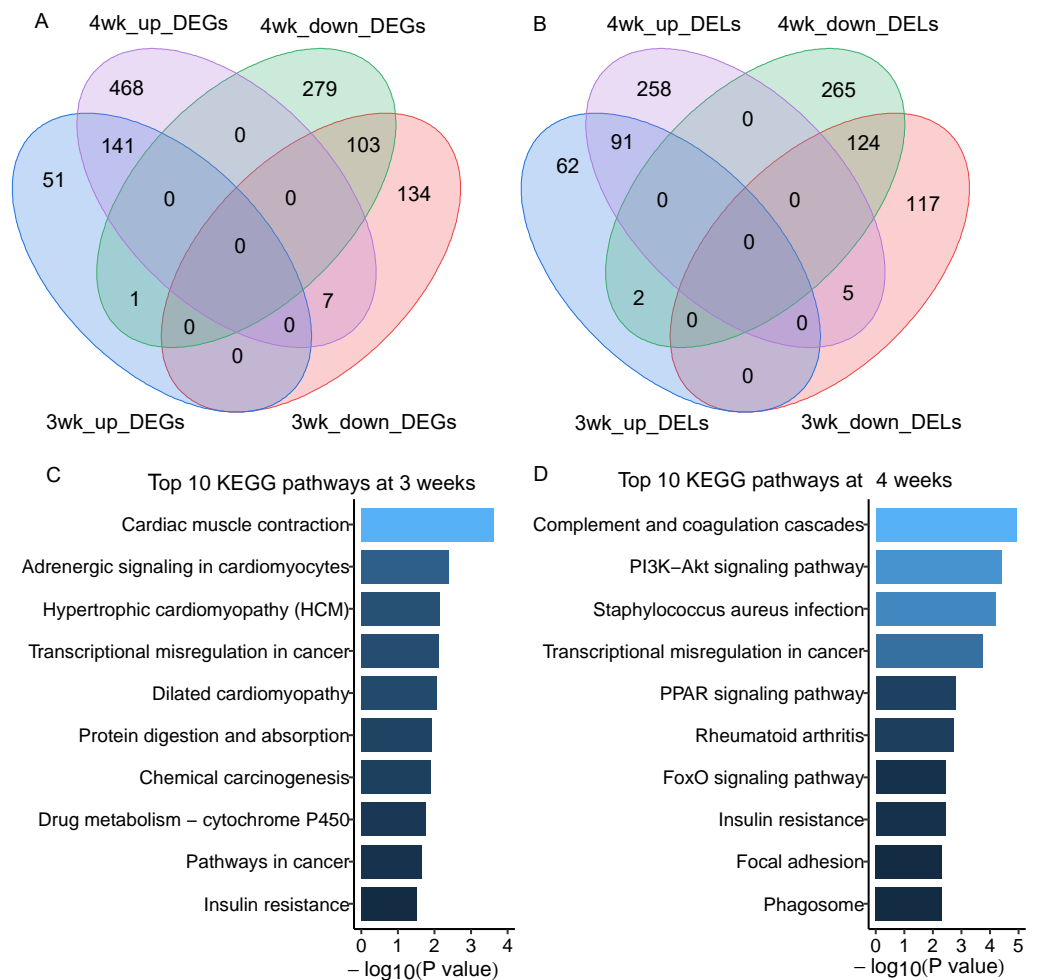 A
4wk_up_DEGs
4wk_down_DEGs
468
279
0
141
103
51
134
0
0
0
1
7
0
0
0
3wk_up_DEGs
3wk_down_DEGs
B
4wk_up_DELs
4wk_down_DELs
258
265
0
91
124
62
117
0
0
0
2
5
0
0
0
3wk_up_DELs
3wk_down_DELs
C
Top 10 KEGG pathways at 3 weeks
Cardiac muscle contraction
Adrenergic signaling in cardiomyocytes
Hypertrophic cardiomyopathy (HCM)
Transcriptional misregulation in cancer
Dilated cardiomyopathy
Protein digestion and absorption
Chemical carcinogenesis
Drug metabolism − cytochrome P450
Pathways in cancer
Insulin resistance
0 1 2 3 4
− log10(P value)
D
Top 10 KEGG pathways at 4 weeks
Complement and coagulation cascades
PI3K−Akt signaling pathway
Staphylococcus aureus infection
Transcriptional misregulation in cancer
PPAR signaling pathway
Rheumatoid arthritis
FoxO signaling pathway
Insulin resistance
Focal adhesion
Phagosome
0 1 2 3 4 5
− log10(P value)